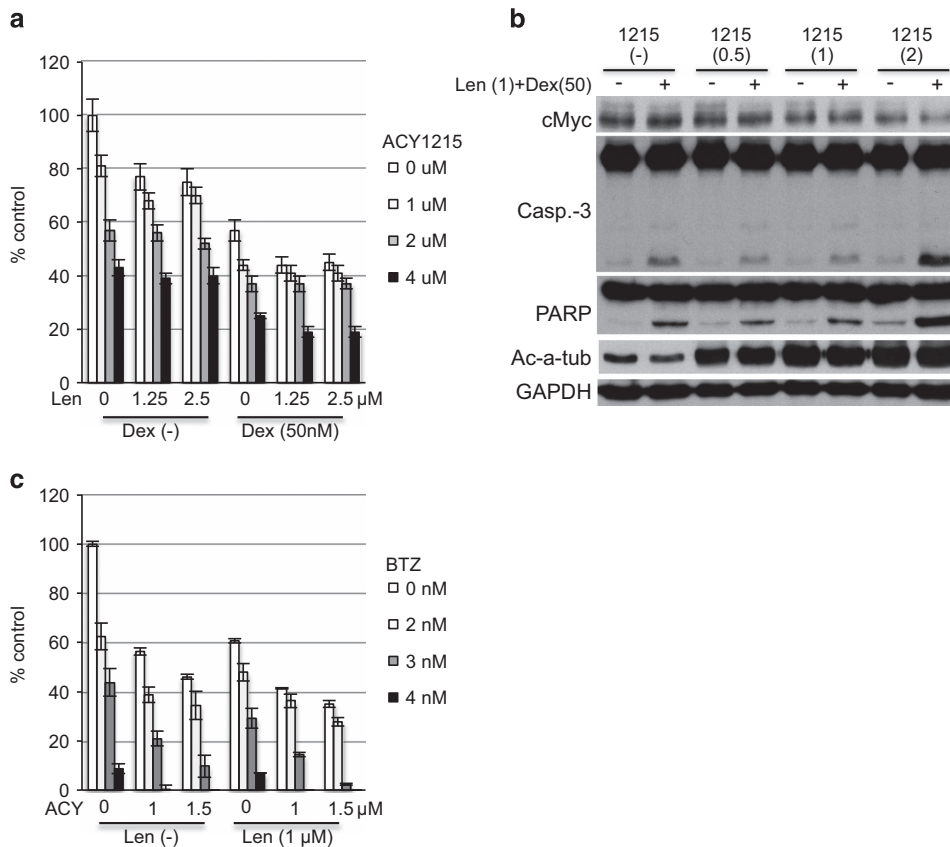 a
120
100
80
60
40
20
0
% control
Len 0 1.25 2.5 0 1.25 2.5 µM
Dex (-) Dex (50nM)
ACY1215
0 uM
1 uM
2 uM
4 uM
b
1215 1215 1215 1215
(-) (0.5) (1) (2)
Len (1)+Dex(50) - + - + - + - +
cMyc
Casp.-3
PARP
Ac-a-tub
GAPDH
c
120
100
80
60
40
20
0
% control
ACY 0 1 1.5 0 1 1.5 µM
Len (-) Len (1 µM)
BTZ
0 nM
2 nM
3 nM
4 nM